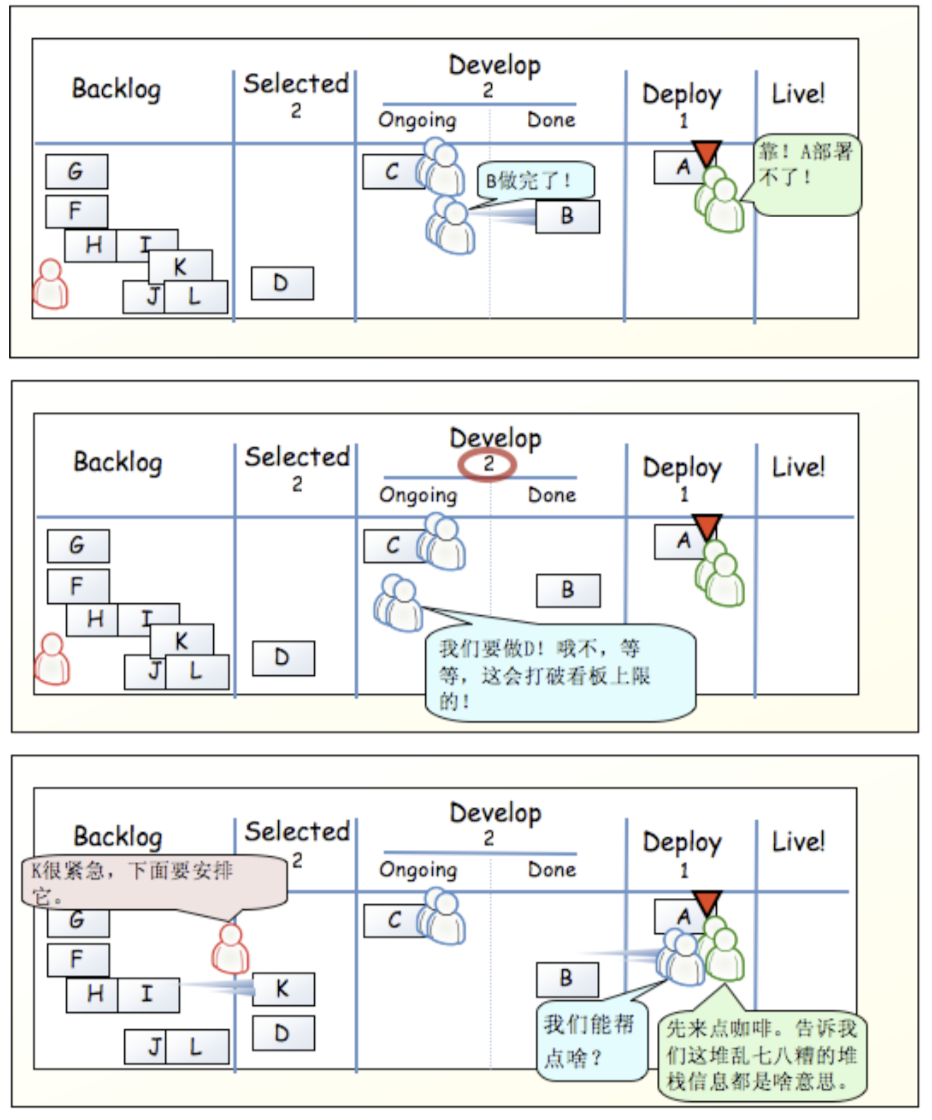 Backlog
Selected
2
Develop
2
Ongoing
Done
Deploy
1
Live!
G
F
H
I
K
J
L
D
C
B做完了!
B
A
靠!A部署
不了!
Backlog
Selected
2
Develop
2
Ongoing
Done
Deploy
1
Live!
G
F
H
I
K
J
L
D
C
B
A
我们要做D!哦不,等
等,这会打破看板上限
的!
Backlog
Selected
2
Develop
2
Ongoing
Done
Deploy
1
Live!
K很紧急,下面要安排
它。
G
F
H
I
J
L
K
D
C
B
A
我们能帮
点啥?
先来点咖啡。告诉我
们这堆乱七八糟的堆
栈信息都是啥意思。